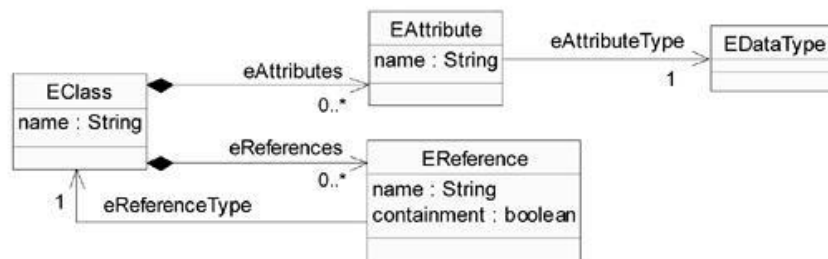 EAttribute
name : String
eAttributeType
1
EDataType
eAttributes
0..*
EClass
name : String
eReferences
0..*
EReference
name : String
containment : boolean
1
eReferenceType